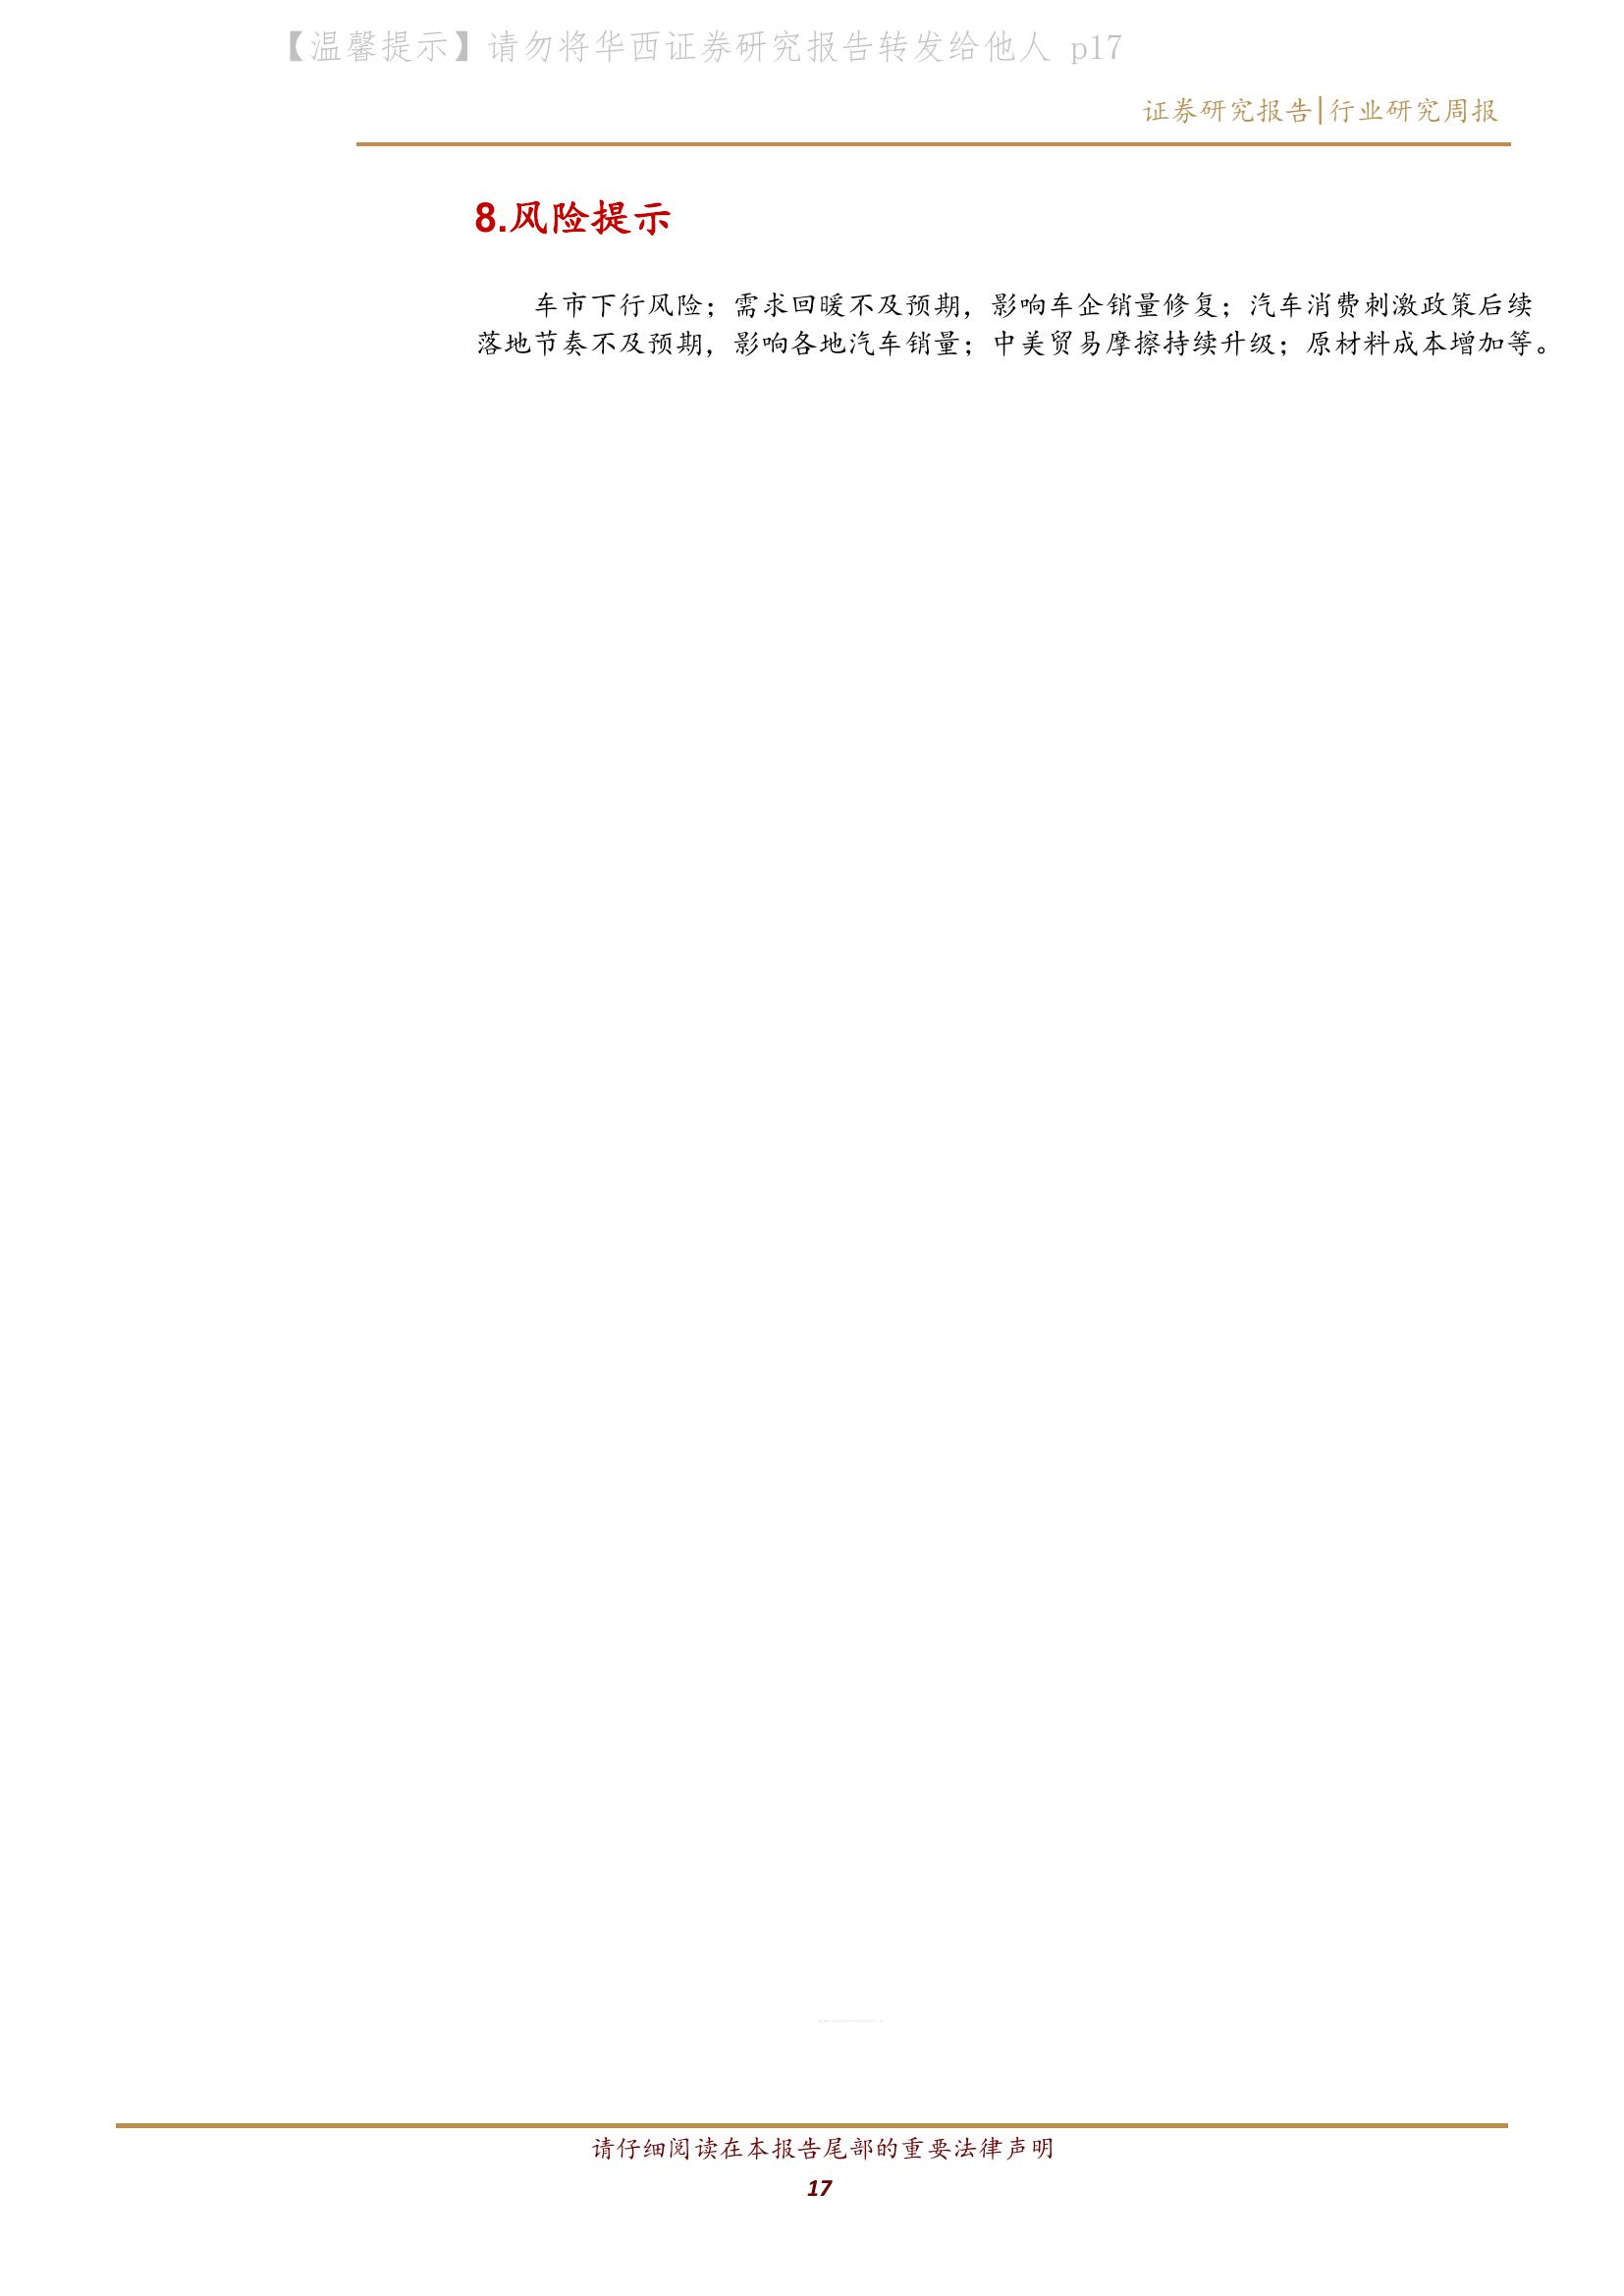 【温馨提示】请勿将华西证券研究报告转发给他人 p17
证券研究报告|行业研究周报
8.风险提示
车市下行风险；需求回暖不及预期，影响车企销量修复；汽车消费刺激政策后续
落地节奏不及预期，影响各地汽车销量；中美贸易摩擦持续升级；原材料成本增加等。
请仔细阅读在本报告尾部的重要法律声明
17